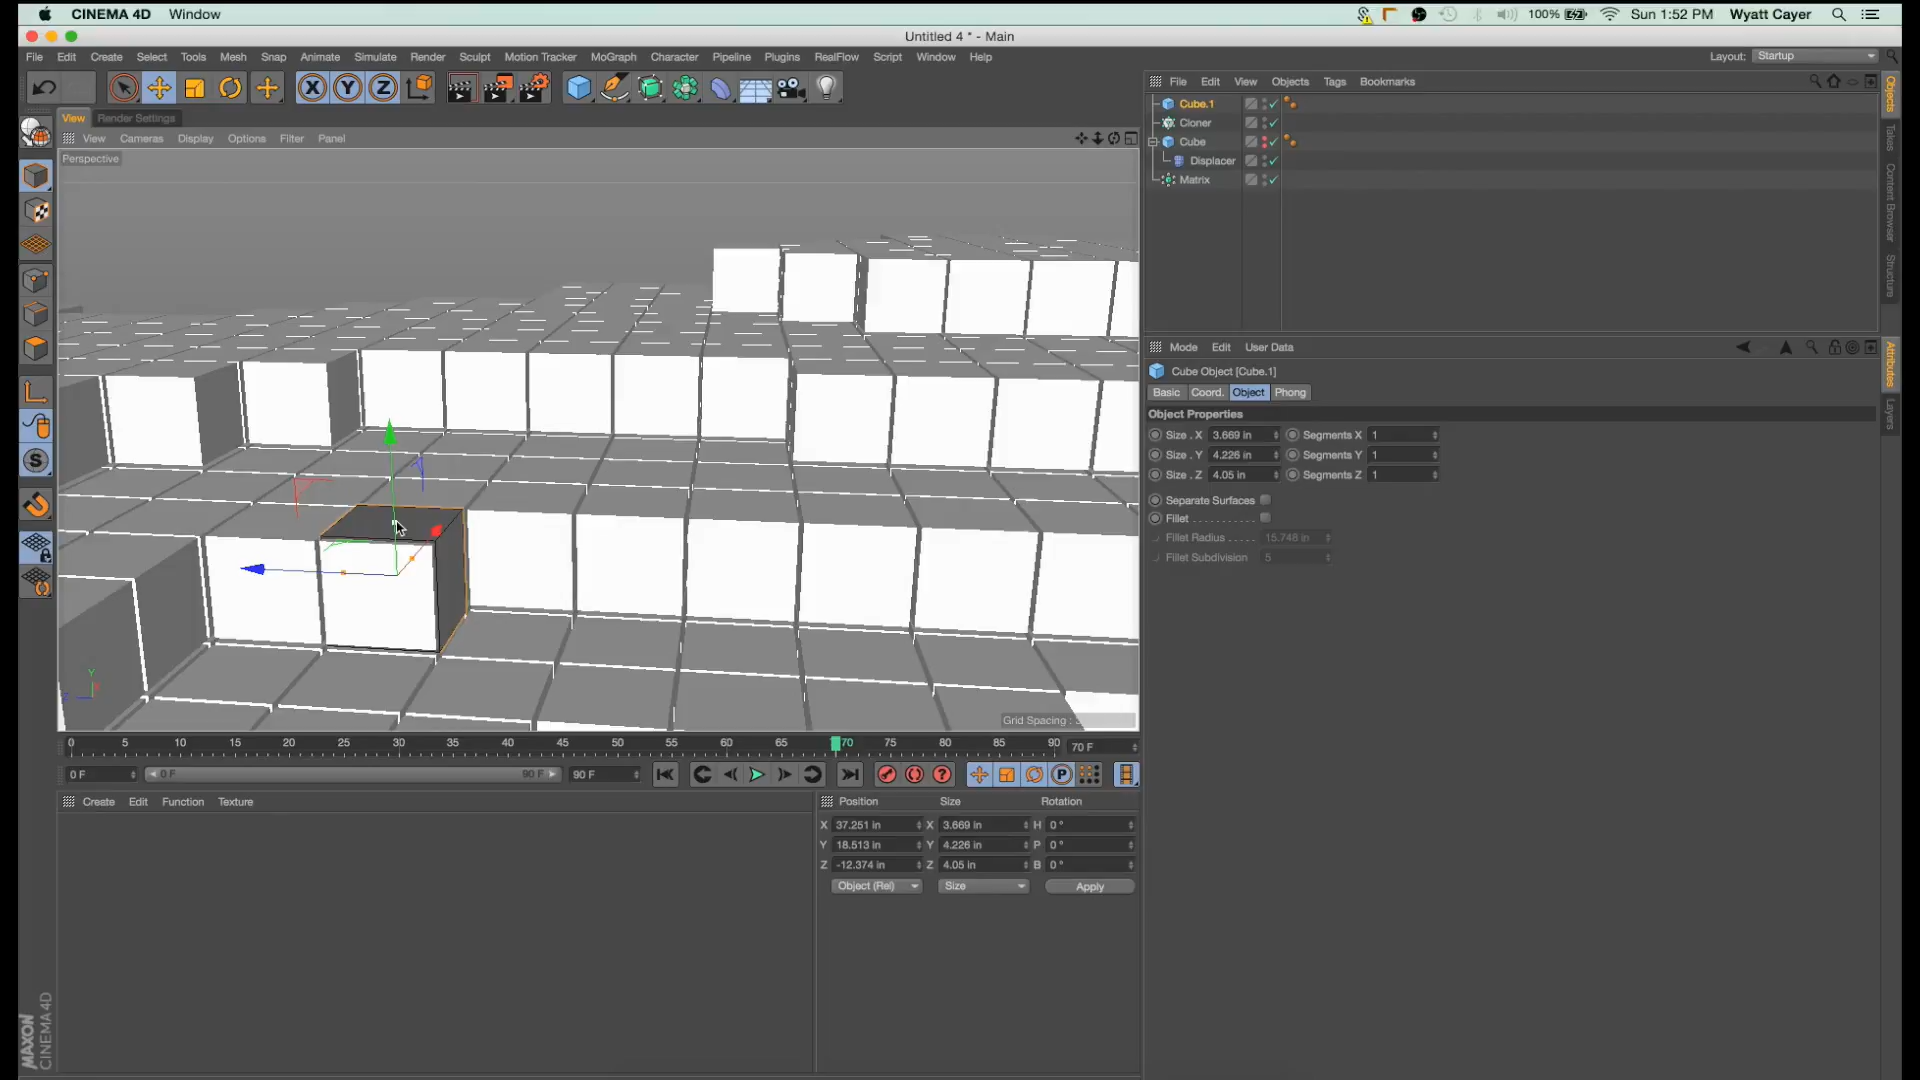 CINEMA 4D Window 100% Sun 1:52 PM Wyatt Cayer
Untitled 4 * - Main
File Edit Create Select Tools Mesh Snap Animate Simulate Render Sculpt Motion Tracker MoGraph Character Pipeline Plugins RealFlow Script Window Help Layout: Startup
X Y Z
File Edit View Objects Tags Bookmarks
View Render Settings
View Cameras Display Options Filter Panel
Perspective
Cube.1
Cloner
Cube
Displacer
Matrix
Objects
Takes
Content Browser
Structure
Mode Edit User Data
Cube Object [Cube.1]
Basic Coord. Object Phong
Object Properties
Size . X 3.669 in Segments X 1
Size . Y 4.226 in Segments Y 1
Size . Z 4.05 in Segments Z 1
Separate Surfaces
Fillet
Fillet Radius 15.748 in
Fillet Subdivision 5
Attributes
Layers
S
Y
Grid Spacing :
0 5 10 15 20 25 30 35 40 45 50 55 60 65 70 75 80 85 90 70 F
0 F 0 F 90 F 90 F P
Create Edit Function Texture
Position Size Rotation
X 37.251 in X 3.669 in H 0 °
Y 18.513 in Y 4.226 in P 0 °
Z -12.374 in Z 4.05 in B 0 °
Object (Rel) Size Apply
MAXON
CINEMA 4D